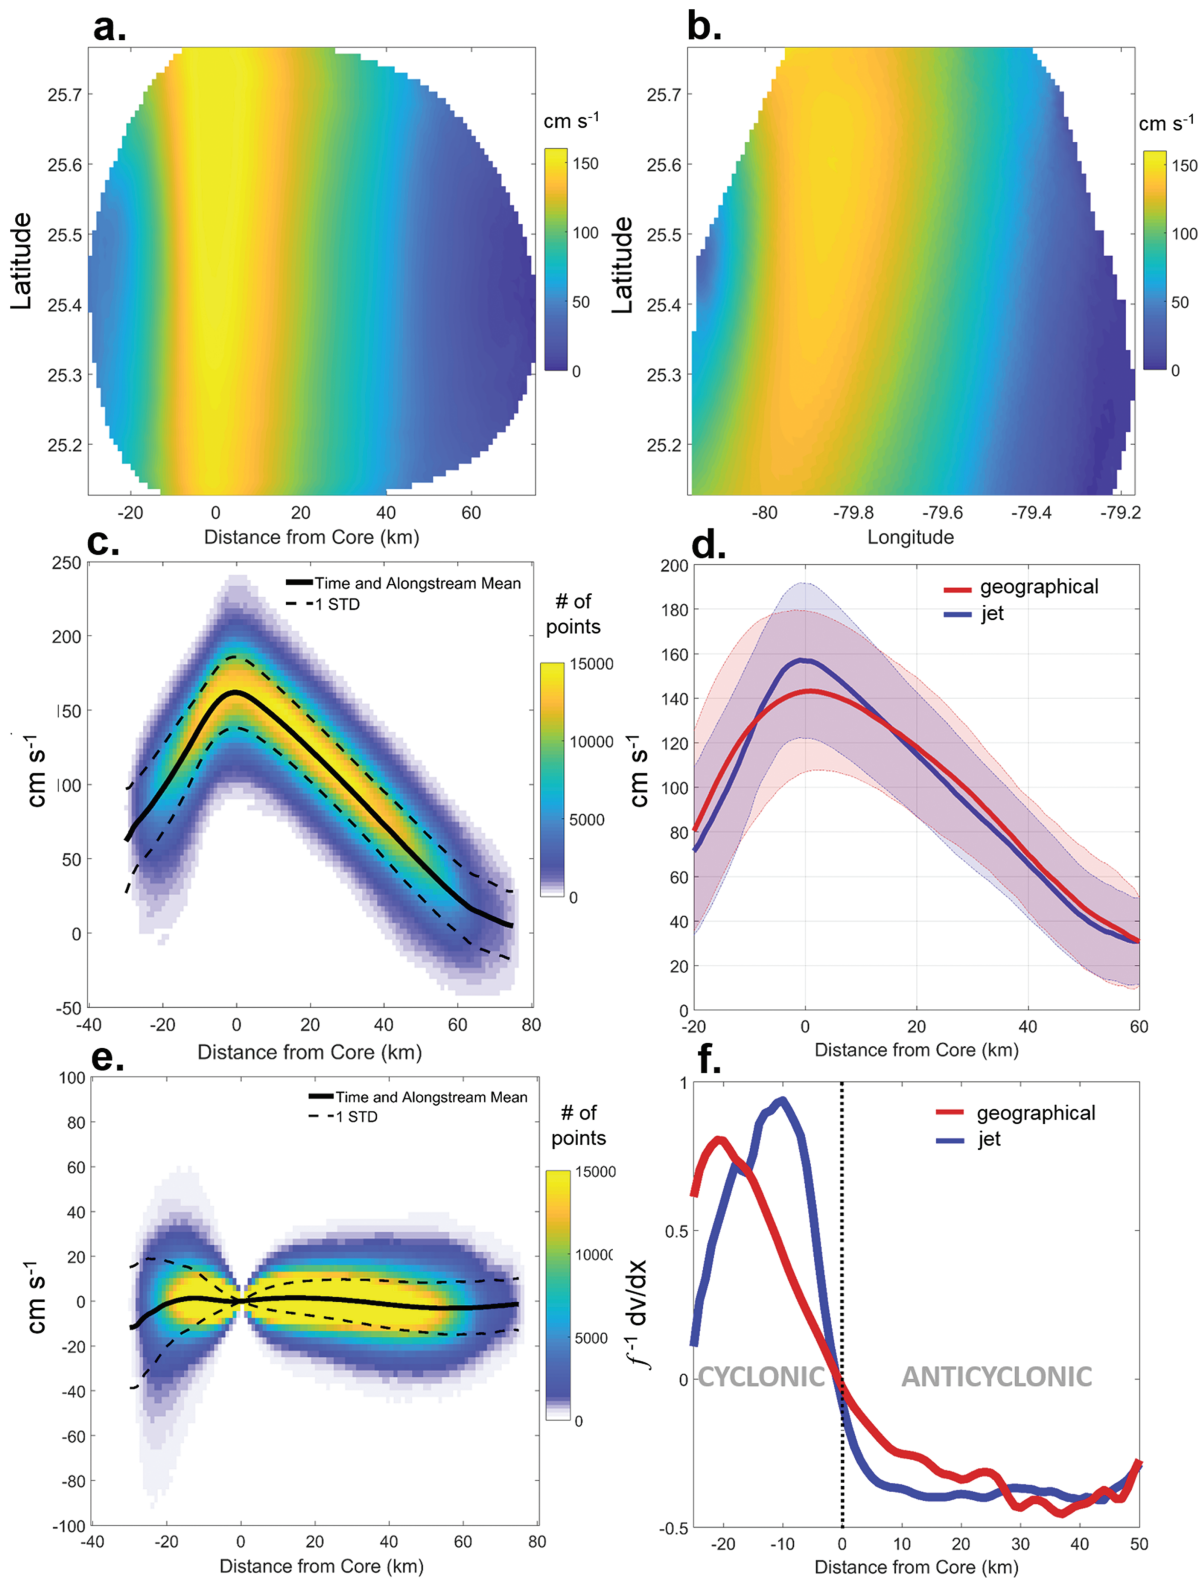 a.
25.7
25.6
25.5
25.4
25.3
25.2
Latitude
-20 0 20 40 60
Distance from Core (km)
cm s-1
150
100
50
0
b.
25.7
25.6
25.5
25.4
25.3
25.2
Latitude
-80 -79.8 -79.6 -79.4 -79.2
Longitude
cm s-1
150
100
50
0
c.
250
200
150
100
50
0
-50
cm s-1
-40 -20 0 20 40 60 80
Distance from Core (km)
Time and Alongstream Mean
1 STD
# of
points
15000
10000
5000
0
d.
200
180
160
140
120
100
80
60
40
20
0
cm s-1
-20 0 20 40 60
Distance from Core (km)
geographical
jet
e.
100
80
60
40
20
0
-20
-40
-60
-80
-100
cm s-1
-40 -20 0 20 40 60 80
Distance from Core (km)
Time and Alongstream Mean
1 STD
# of
points
15000
10000
5000
0
f.
1
0.5
0
-0.5
f-1 dv/dx
-20 -10 0 10 20 30 40 50
Distance from Core (km)
geographical
jet
CYCLONIC ANTICYCLONIC